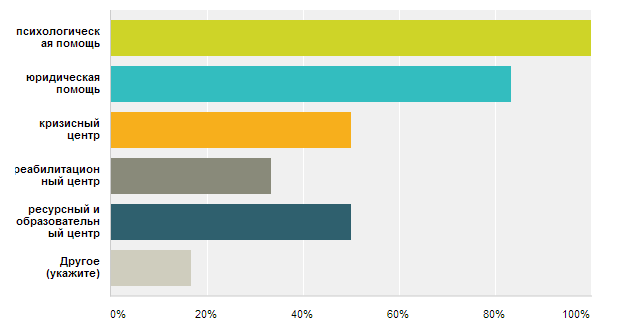 психологическ
ая помощь
юридическая
помощь
кризисный
центр
реабилитацион
ный центр
ресурсный и
образовательн
ый центр
Другое
(укажите)
0% 20% 40% 60% 80% 100%